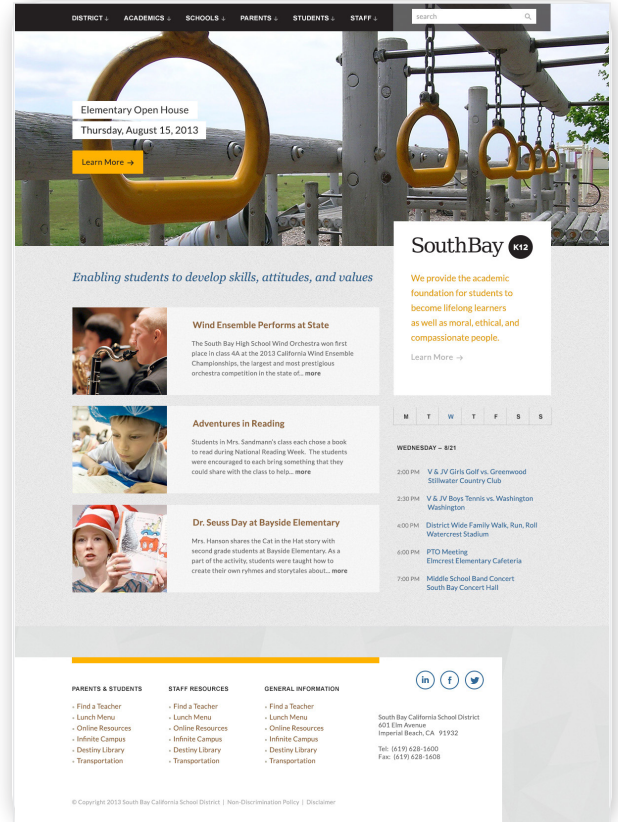 DISTRICT ↓ ACADEMICS ↓ SCHOOLS ↓ PARENTS ↓ STUDENTS ↓ STAFF ↓ search
Elementary Open House
Thursday, August 15, 2013
Learn More →
SouthBay K12
We provide the academic
foundation for students to
become lifelong learners
as well as moral, ethical, and
compassionate people.
Learn More →
Enabling students to develop skills, attitudes, and values
Wind Ensemble Performs at State
The South Bay High School Wind Orchestra won first
place in class 4A at the 2013 California Wind Ensemble
Championships, the largest and most prestigious
orchestra competition in the state of... more
Adventures in Reading
Students in Mrs. Sandmann's class each chose a book
to read during National Reading Week. The students
were encouraged to each bring something that they
could share with the class to help... more
Dr. Seuss Day at Bayside Elementary
Mrs. Hanson shares the Cat in the Hat story with
second grade students at Bayside Elementary. As a
part of the activity, students were taught how to
create their own ryhmes and storytales about... more
M T W T F S S
WEDNESDAY – 8/21
2:00 PM V & JV Girls Golf vs. Greenwood
Stillwater Country Club
2:30 PM V & JV Boys Tennis vs. Washington
Washington
4:00 PM District Wide Family Walk, Run, Roll
Watercrest Stadium
6:00 PM PTO Meeting
Elmcrest Elementary Cafeteria
7:00 PM Middle School Band Concert
South Bay Concert Hall
PARENTS & STUDENTS
Find a Teacher
Lunch Menu
Online Resources
Infinite Campus
Destiny Library
Transportation
STAFF RESOURCES
Find a Teacher
Lunch Menu
Online Resources
Infinite Campus
Destiny Library
Transportation
GENERAL INFORMATION
Find a Teacher
Lunch Menu
Online Resources
Infinite Campus
Destiny Library
Transportation
in f
South Bay California School District
601 Elm Avenue
Imperial Beach, CA 91932
Tel: (619) 628-1600
Fax: (619) 628-1608
© Copyright 2013 South Bay California School District | Non-Discrimination Policy | Disclaimer